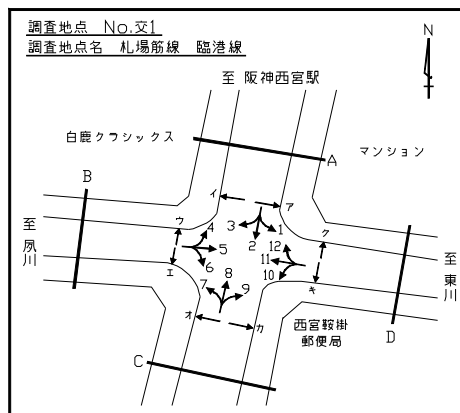 調査地点 No.交1
調査地点名 札場筋線 臨港線
N
至 阪神西宮駅
白鹿クラシックス
マンション
A
B
イ
ア
ウ
4
3
1
2
12
ク
至 夙川
5
11
至 東川
エ
6
7
8
9
10
キ
オ
カ
西宮鞍掛
郵便局
D
C